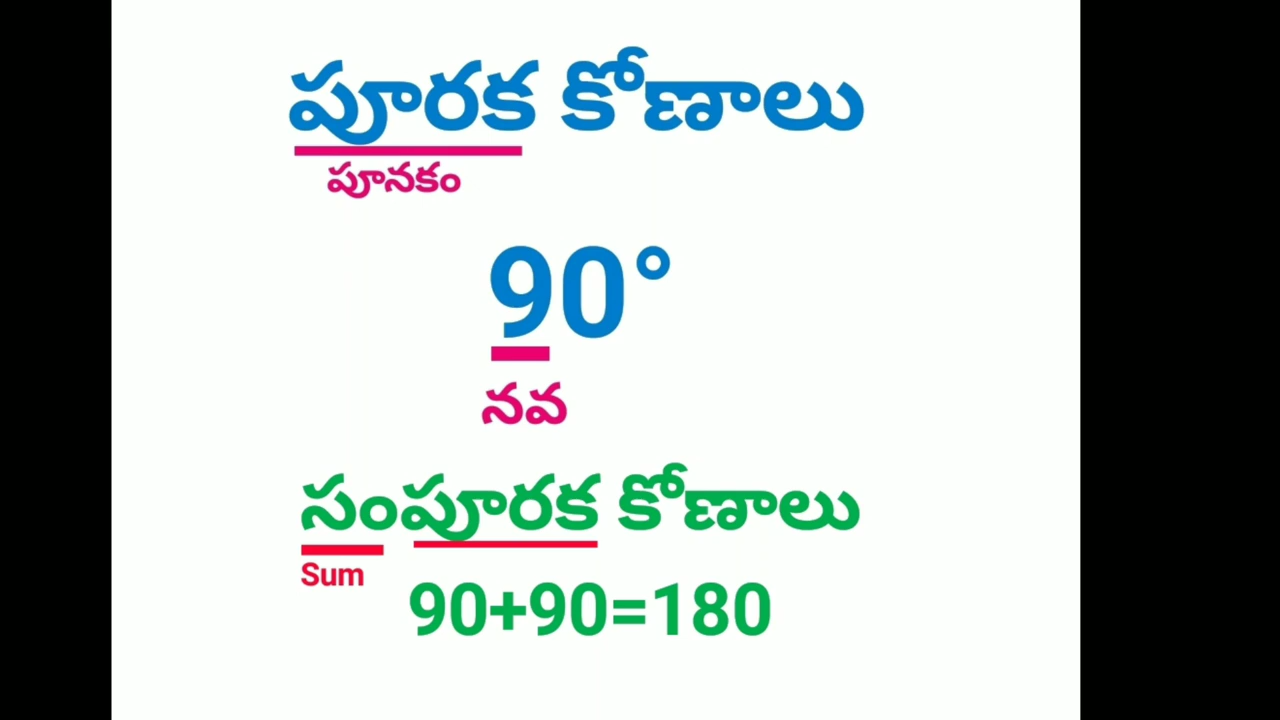 పూరక కోణాలు
పూనకం
90°
నవ
సంపూరక కోణాలు
Sum
90+90=180